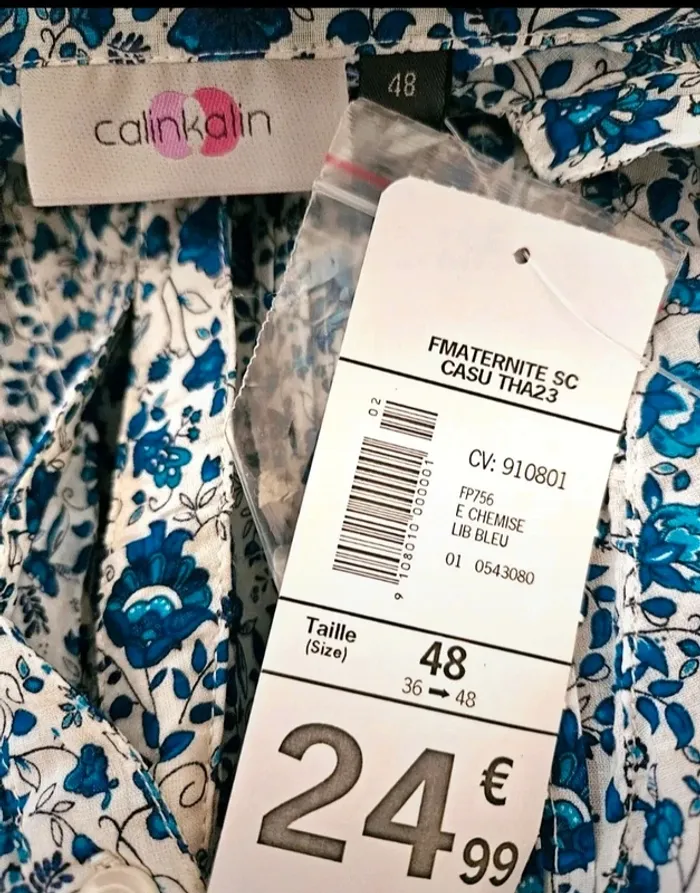 calinkalin
48
FMATERNITE SC
CASU THA23
02
9 108010 000001
CV: 910801
FP756
E CHEMISE
LIB BLEU
01 0543080
Taille
(Size)
48
36 ➡ 48
24 €
99